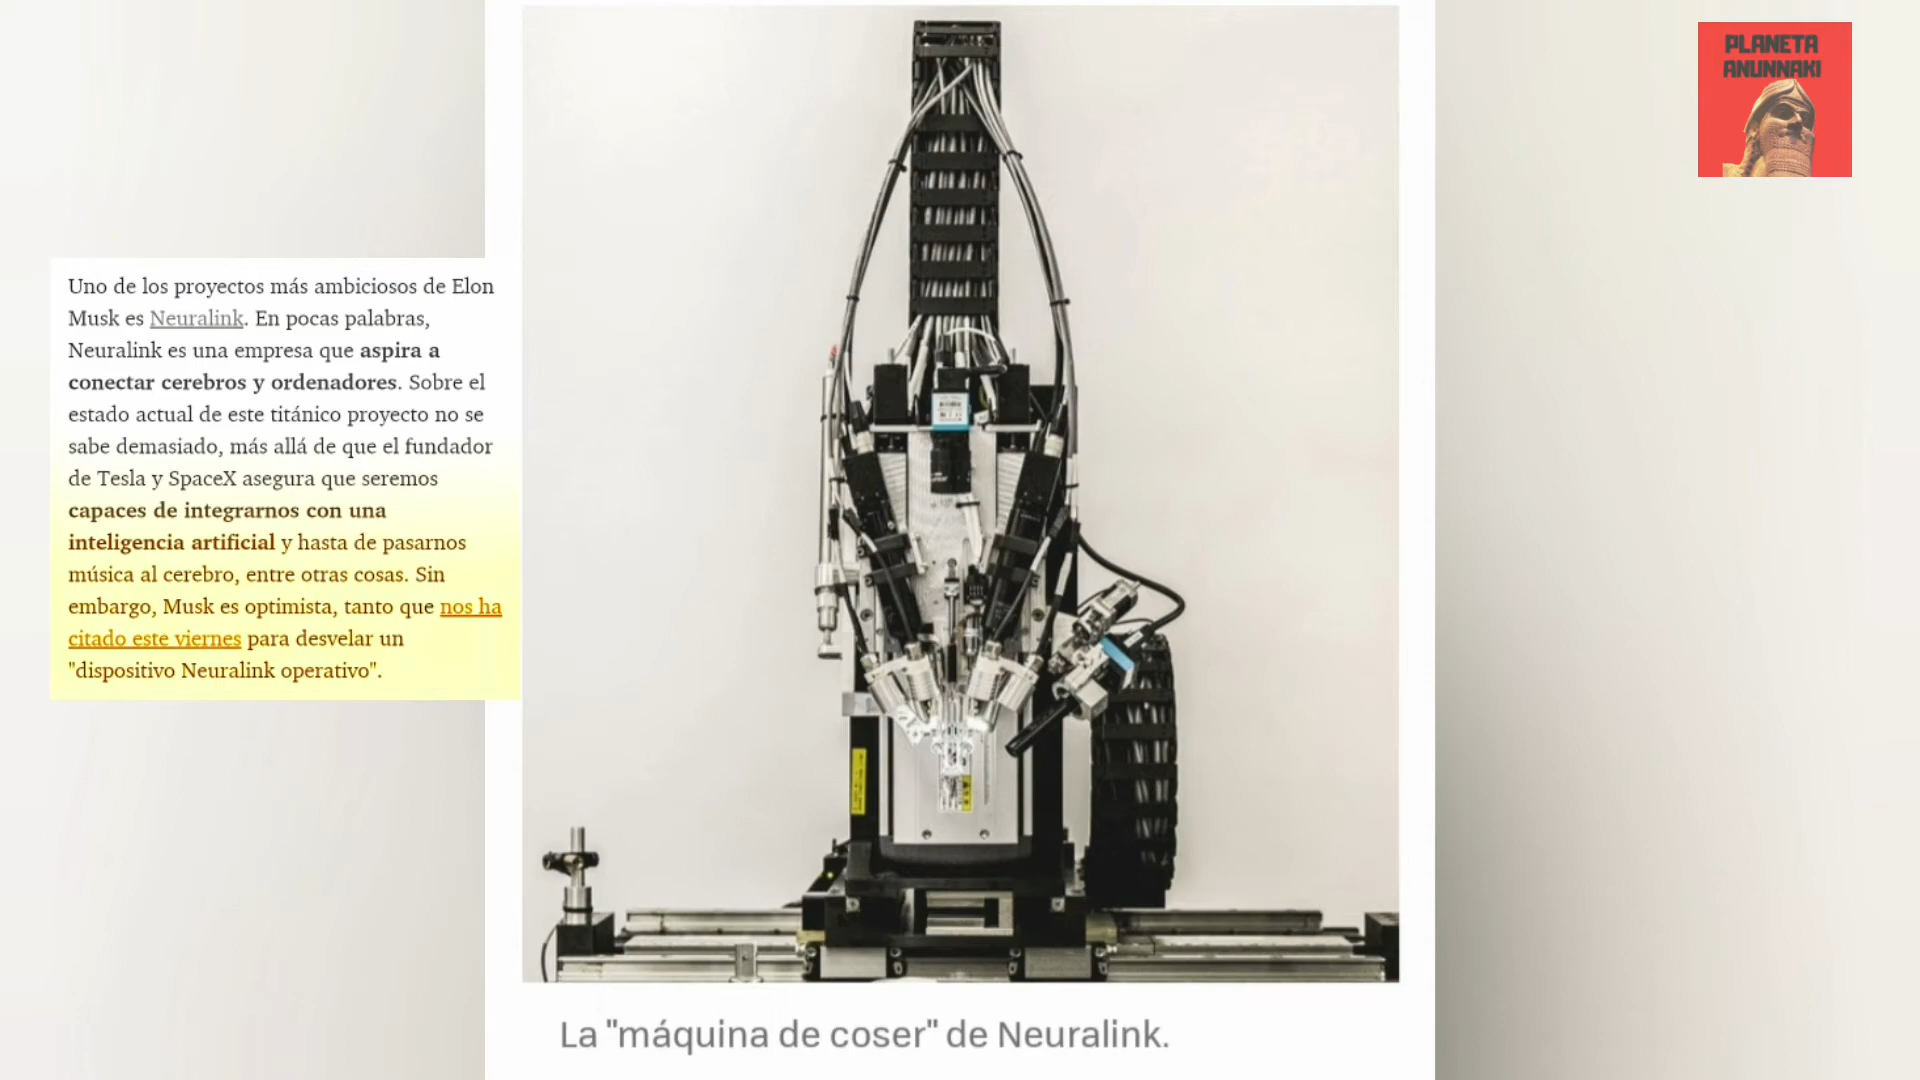 PLANETA
ANUNNAKI
Uno de los proyectos más ambiciosos de Elon
Musk es Neuralink. En pocas palabras,
Neuralink es una empresa que aspira a
conectar cerebros y ordenadores. Sobre el
estado actual de este titánico proyecto no se
sabe demasiado, más allá de que el fundador
de Tesla y SpaceX asegura que seremos
capaces de integrarnos con una
inteligencia artificial y hasta de pasarnos
música al cerebro, entre otras cosas. Sin
embargo, Musk es optimista, tanto que nos ha
citado este viernes para desvelar un
"dispositivo Neuralink operativo".
La "máquina de coser" de Neuralink.